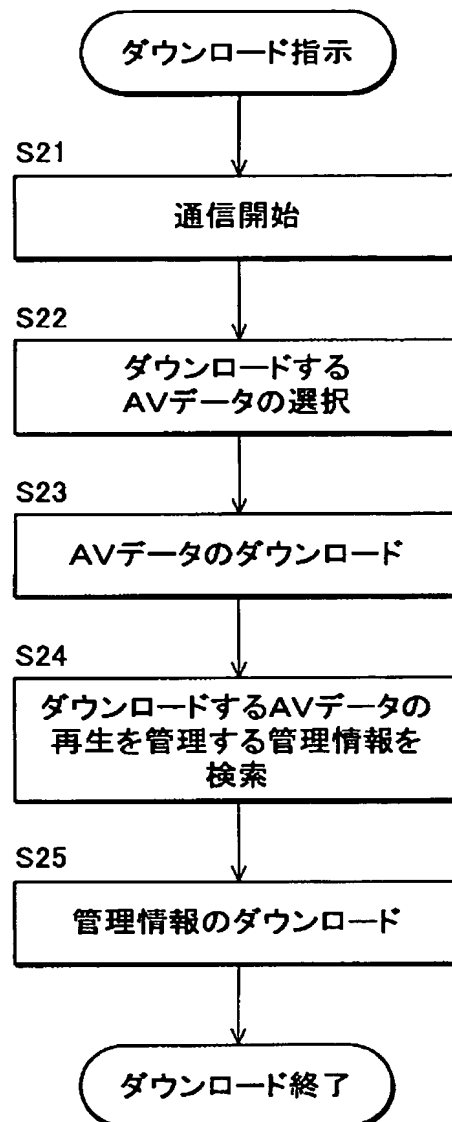 ダウンロード指示
S21
通信開始
S22
ダウンロードする
AVデータの選択
S23
AVデータのダウンロード
S24
ダウンロードするAVデータの
再生を管理する管理情報を
検索
S25
管理情報のダウンロード
ダウンロード終了